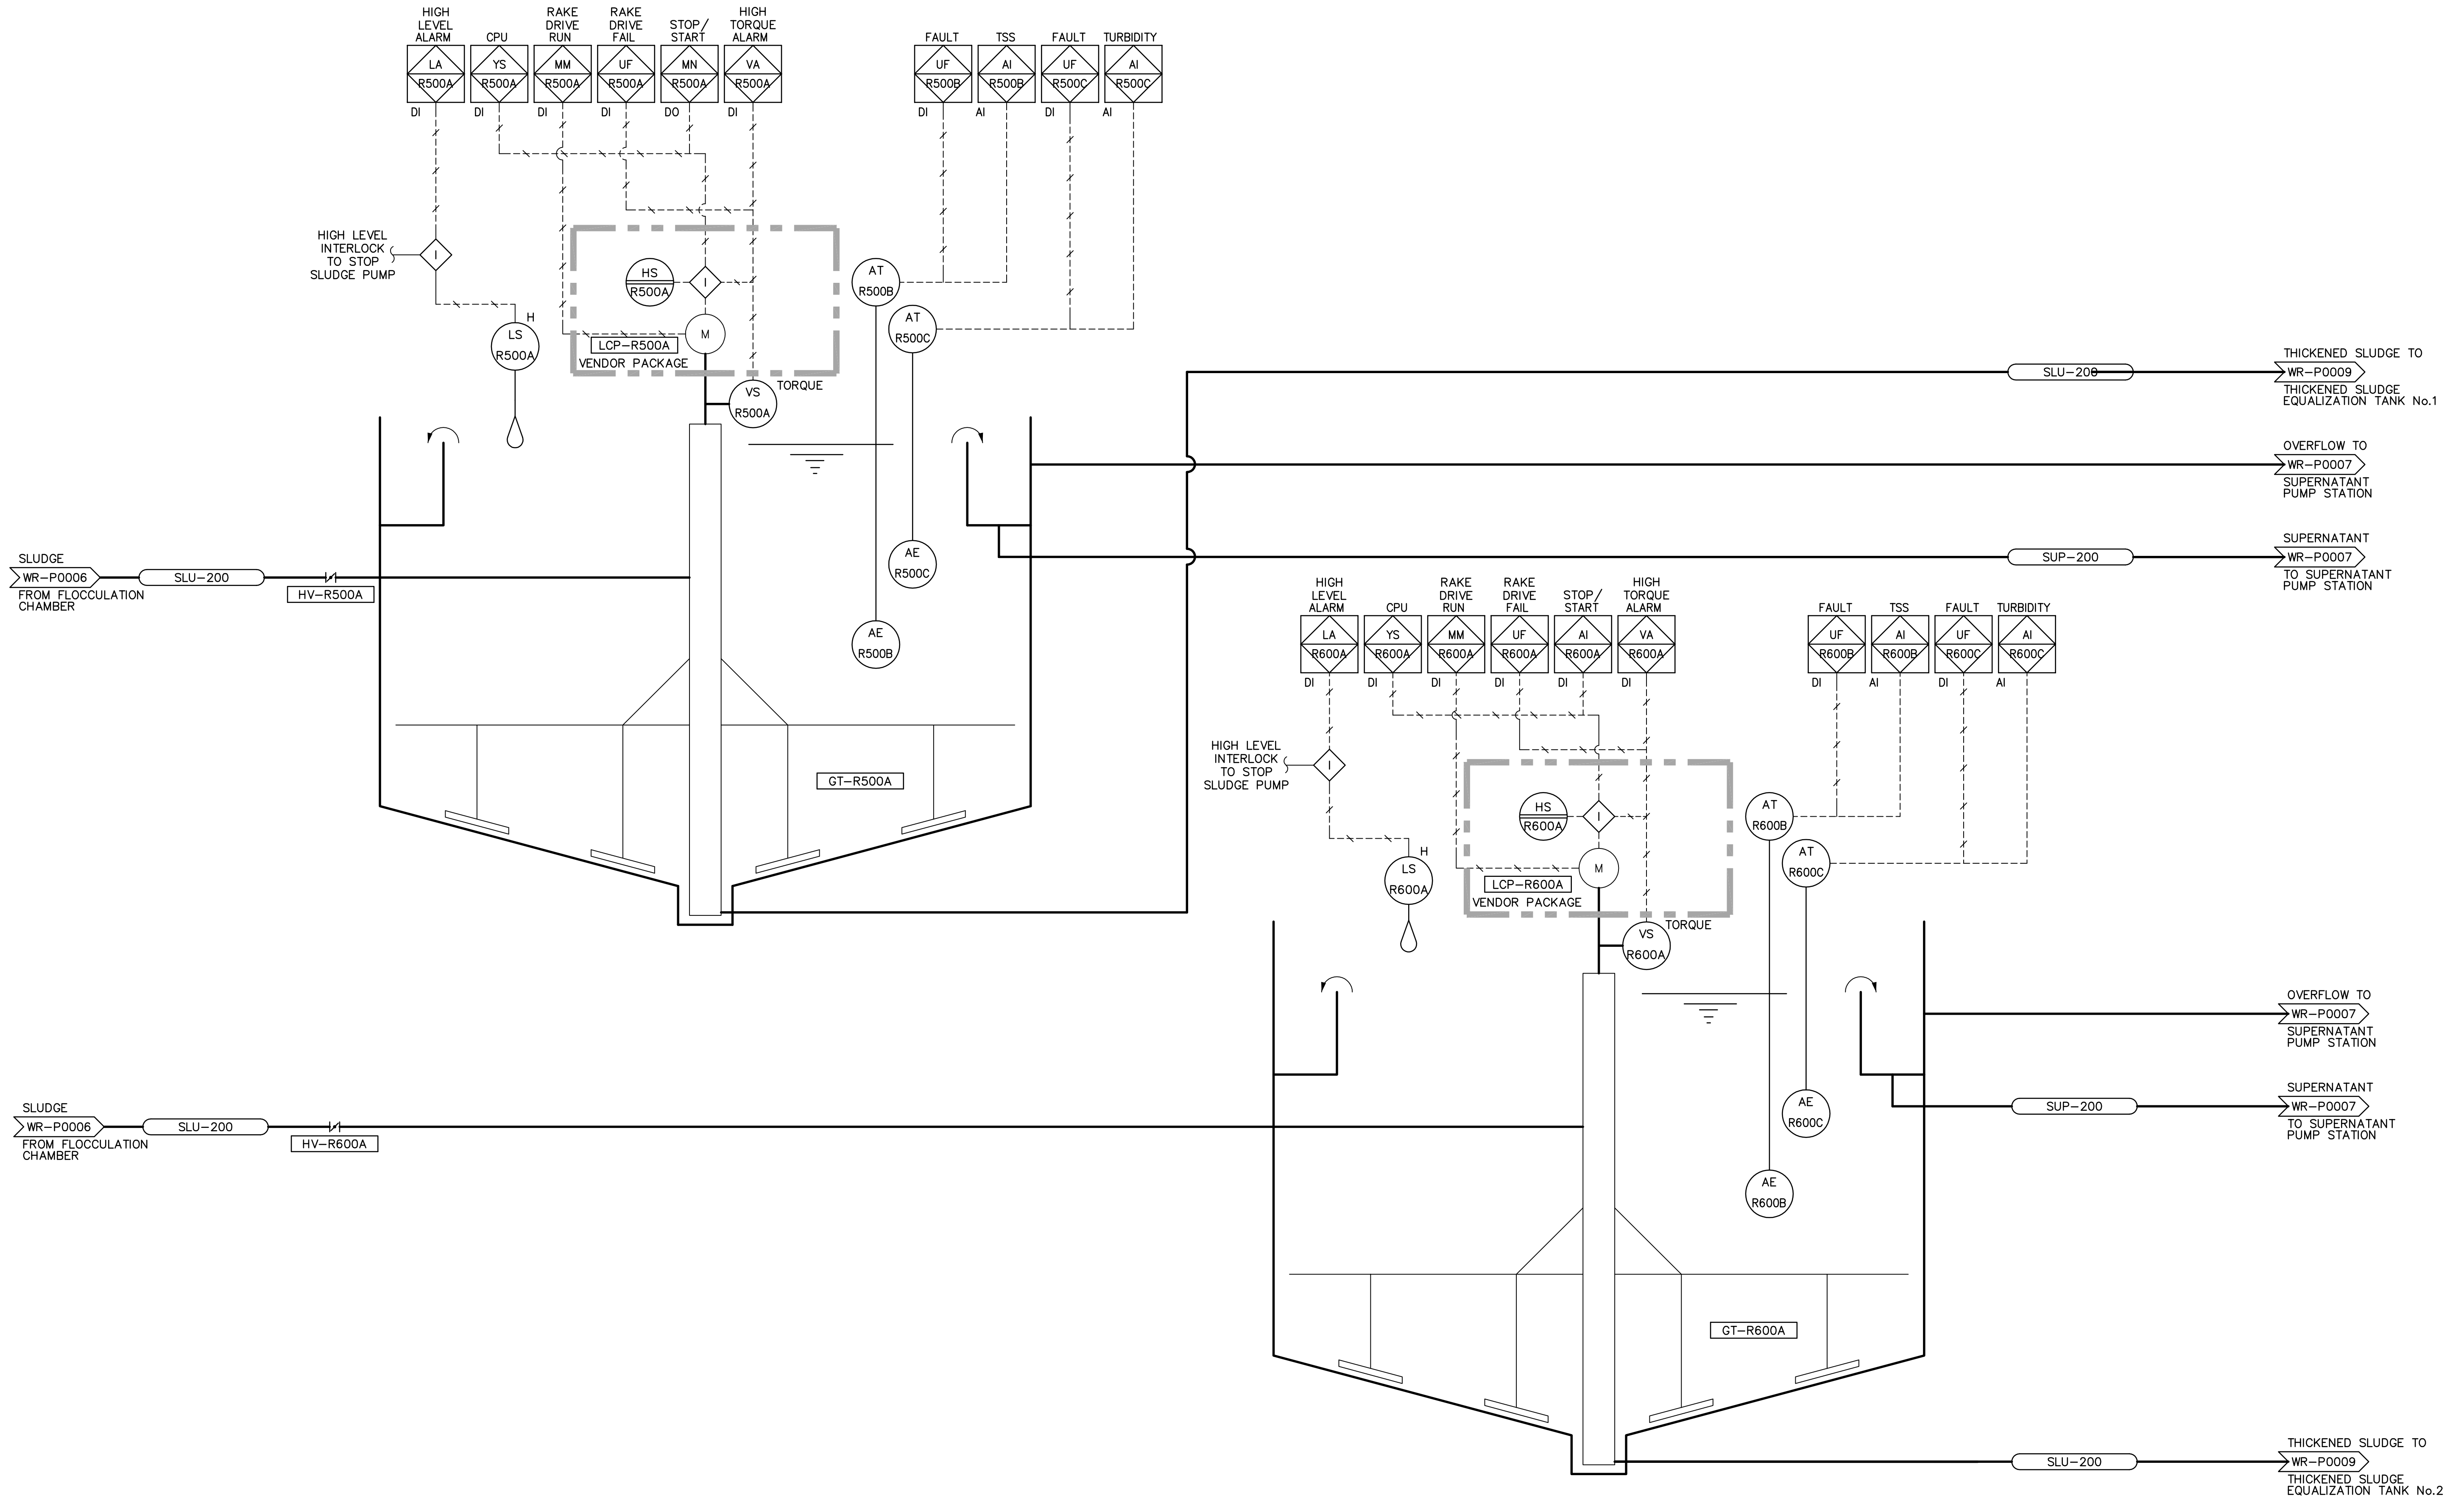 HIGH
LEVEL
ALARM
CPU
RAKE
DRIVE
RUN
RAKE
DRIVE
FAIL
STOP/
START
HIGH
TORQUE
ALARM
FAULT
TSS
FAULT
TURBIDITY
LA
R500A
YS
R500A
MM
R500A
UF
R500A
MN
R500A
VA
R500A
UF
R500B
AI
R500B
UF
R500C
AI
R500C
DI
DI
DI
DI
DO
DI
DI
AI
DI
AI
HIGH LEVEL
INTERLOCK
TO STOP
SLUDGE PUMP
I
HS
R500A
I
AT
R500B
AT
R500C
H
LS
R500A
M
LCP-R500A
VENDOR PACKAGE
VS
R500A
TORQUE
THICKENED SLUDGE TO
SLU-200
WR-P0009
THICKENED SLUDGE
EQUALIZATION TANK No.1
OVERFLOW TO
WR-P0007
SUPERNATANT
PUMP STATION
SUPERNATANT
SUP-200
WR-P0007
TO SUPERNATANT
PUMP STATION
SLUDGE
WR-P0006
SLU-200
FROM FLOCCULATION
CHAMBER
HV-R500A
AE
R500C
AE
R500B
GT-R500A
HIGH
LEVEL
ALARM
CPU
RAKE
DRIVE
RUN
RAKE
DRIVE
FAIL
STOP/
START
HIGH
TORQUE
ALARM
FAULT
TSS
FAULT
TURBIDITY
LA
R600A
YS
R600A
MM
R600A
UF
R600A
AI
R600A
VA
R600A
UF
R600B
AI
R600B
UF
R600C
AI
R600C
DI
DI
DI
DI
DI
DI
DI
AI
DI
AI
HIGH LEVEL
INTERLOCK
TO STOP
SLUDGE PUMP
I
HS
R600A
I
AT
R600B
AT
R600C
H
LS
R600A
M
LCP-R600A
VENDOR PACKAGE
VS
R600A
TORQUE
OVERFLOW TO
WR-P0007
SUPERNATANT
PUMP STATION
SUPERNATANT
SUP-200
WR-P0007
TO SUPERNATANT
PUMP STATION
SLUDGE
WR-P0006
SLU-200
FROM FLOCCULATION
CHAMBER
HV-R600A
AE
R600C
AE
R600B
GT-R600A
THICKENED SLUDGE TO
SLU-200
WR-P0009
THICKENED SLUDGE
EQUALIZATION TANK No.2